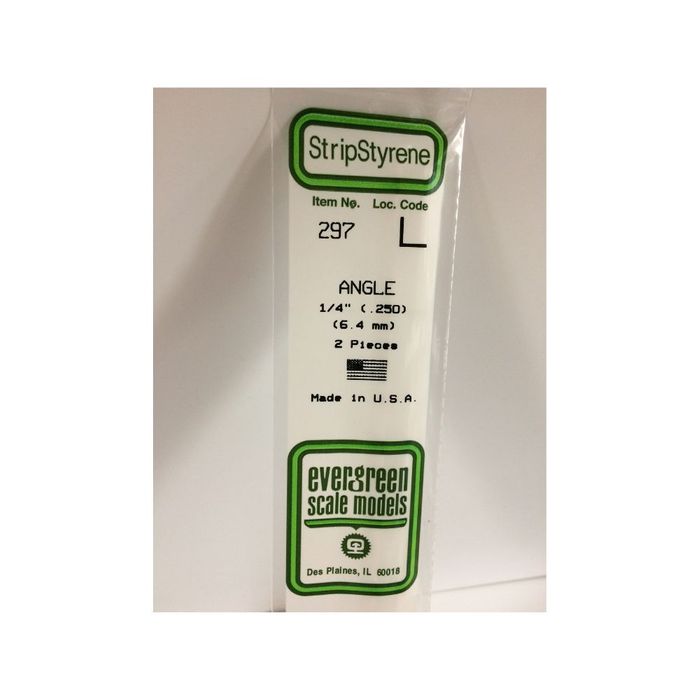 StripStyrene
Item Nø. Loc. Code
297 L
ANGLE
1/4" (.250)
(6.4 mm)
2 Pieces
Made in U.S.A.
evergreen
scale models
Des Plaines, IL 60018